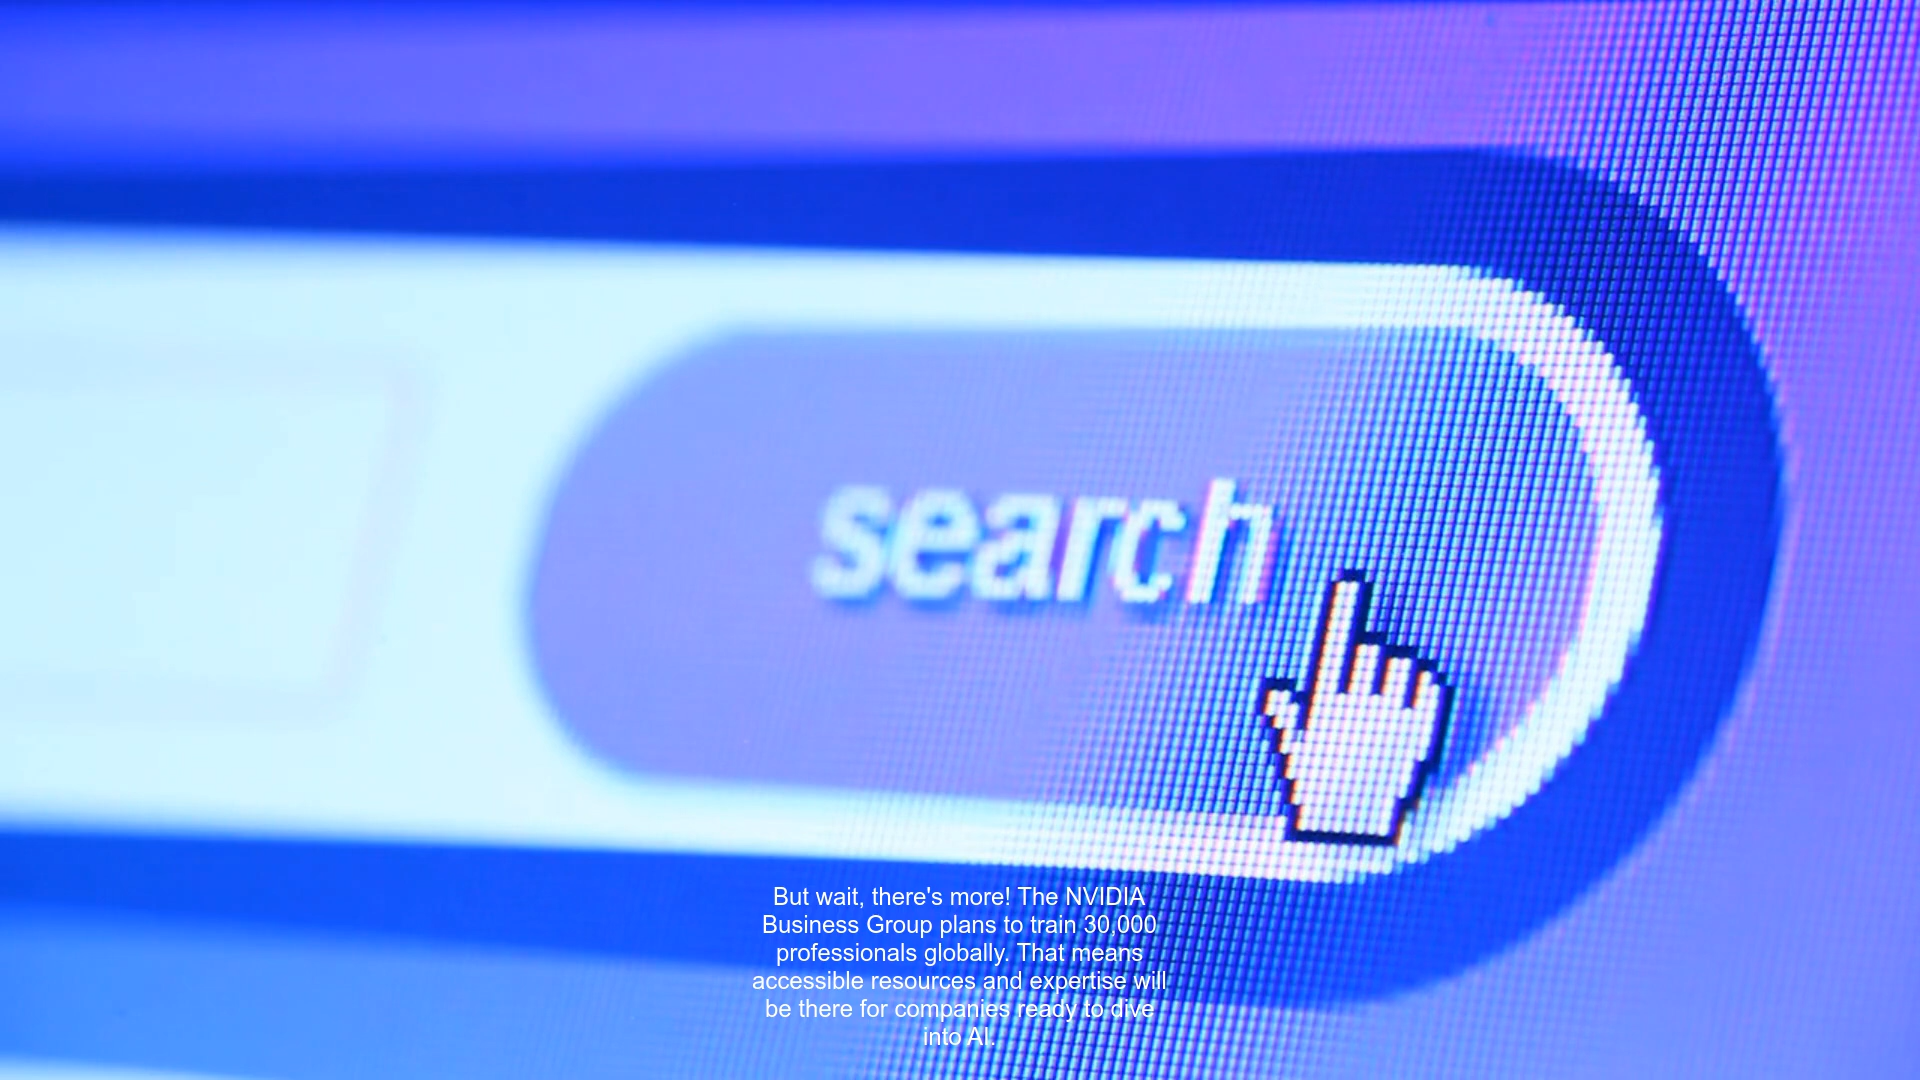 search
But wait, there's more! The NVIDIA
Business Group plans to train 30,000
professionals globally. That means
accessible resources and expertise will
be there for companies ready to dive
into AI.